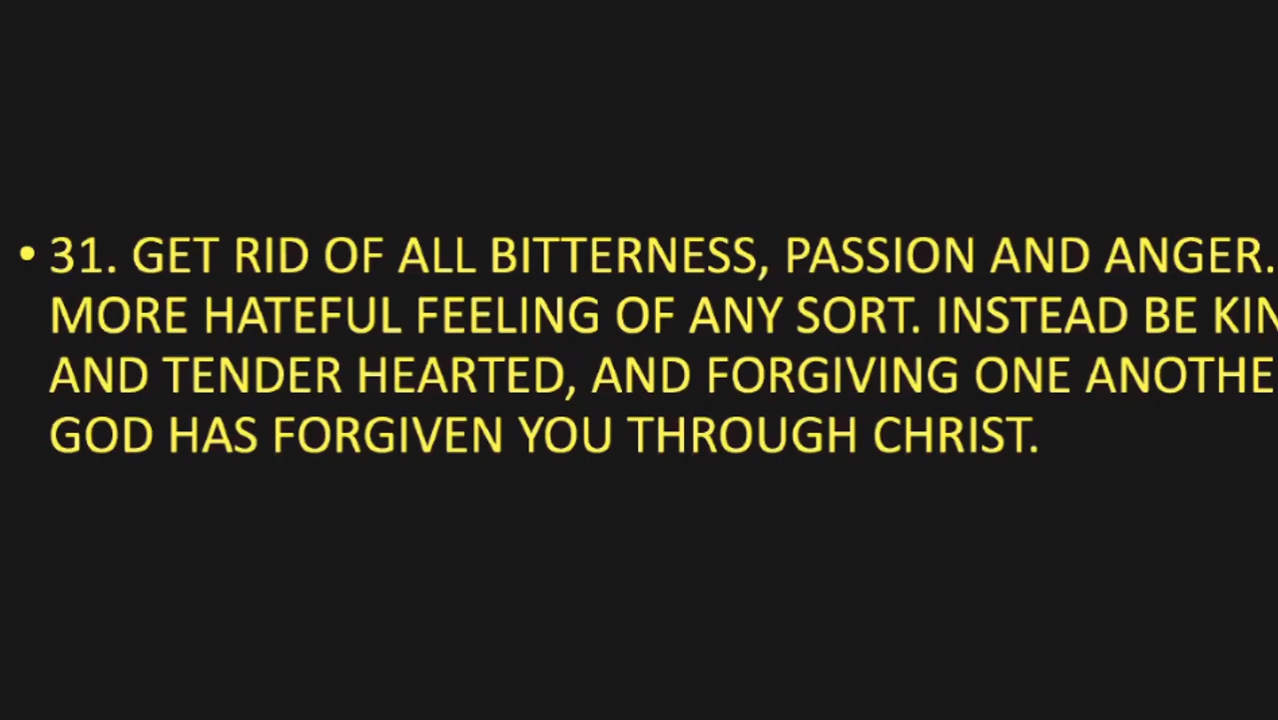 • 31. GET RID OF ALL BITTERNESS, PASSION AND ANGER.
MORE HATEFUL FEELING OF ANY SORT. INSTEAD BE KIN
AND TENDER HEARTED, AND FORGIVING ONE ANOTHE
GOD HAS FORGIVEN YOU THROUGH CHRIST.